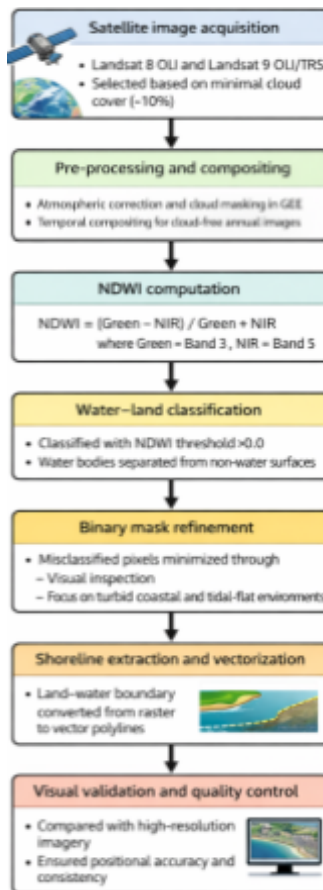 Satellite image acquisition
• Landsat 8 OLI and Landsat 9 OLI/TRS
• Selected based on minimal cloud
cover (~10%)
Pre-processing and compositing
• Atmospheric correction and cloud masking in GEE
• Temporal compositing for cloud-free annual images
NDWI computation
NDWI = (Green – NIR) / Green + NIR
where Green = Band 3, NIR = Band 5
Water–land classification
• Classified with NDWI threshold >0.0
• Water bodies separated from non-water surfaces
Binary mask refinement
• Misclassified pixels minimized through
– Visual inspection
– Focus on turbid coastal and tidal-flat environments
Shoreline extraction and vectorization
• Land–water boundary
converted from raster
to vector polylines
Visual validation and quality control
• Compared with high-resolution
imagery
• Ensured positional accuracy and
consistency